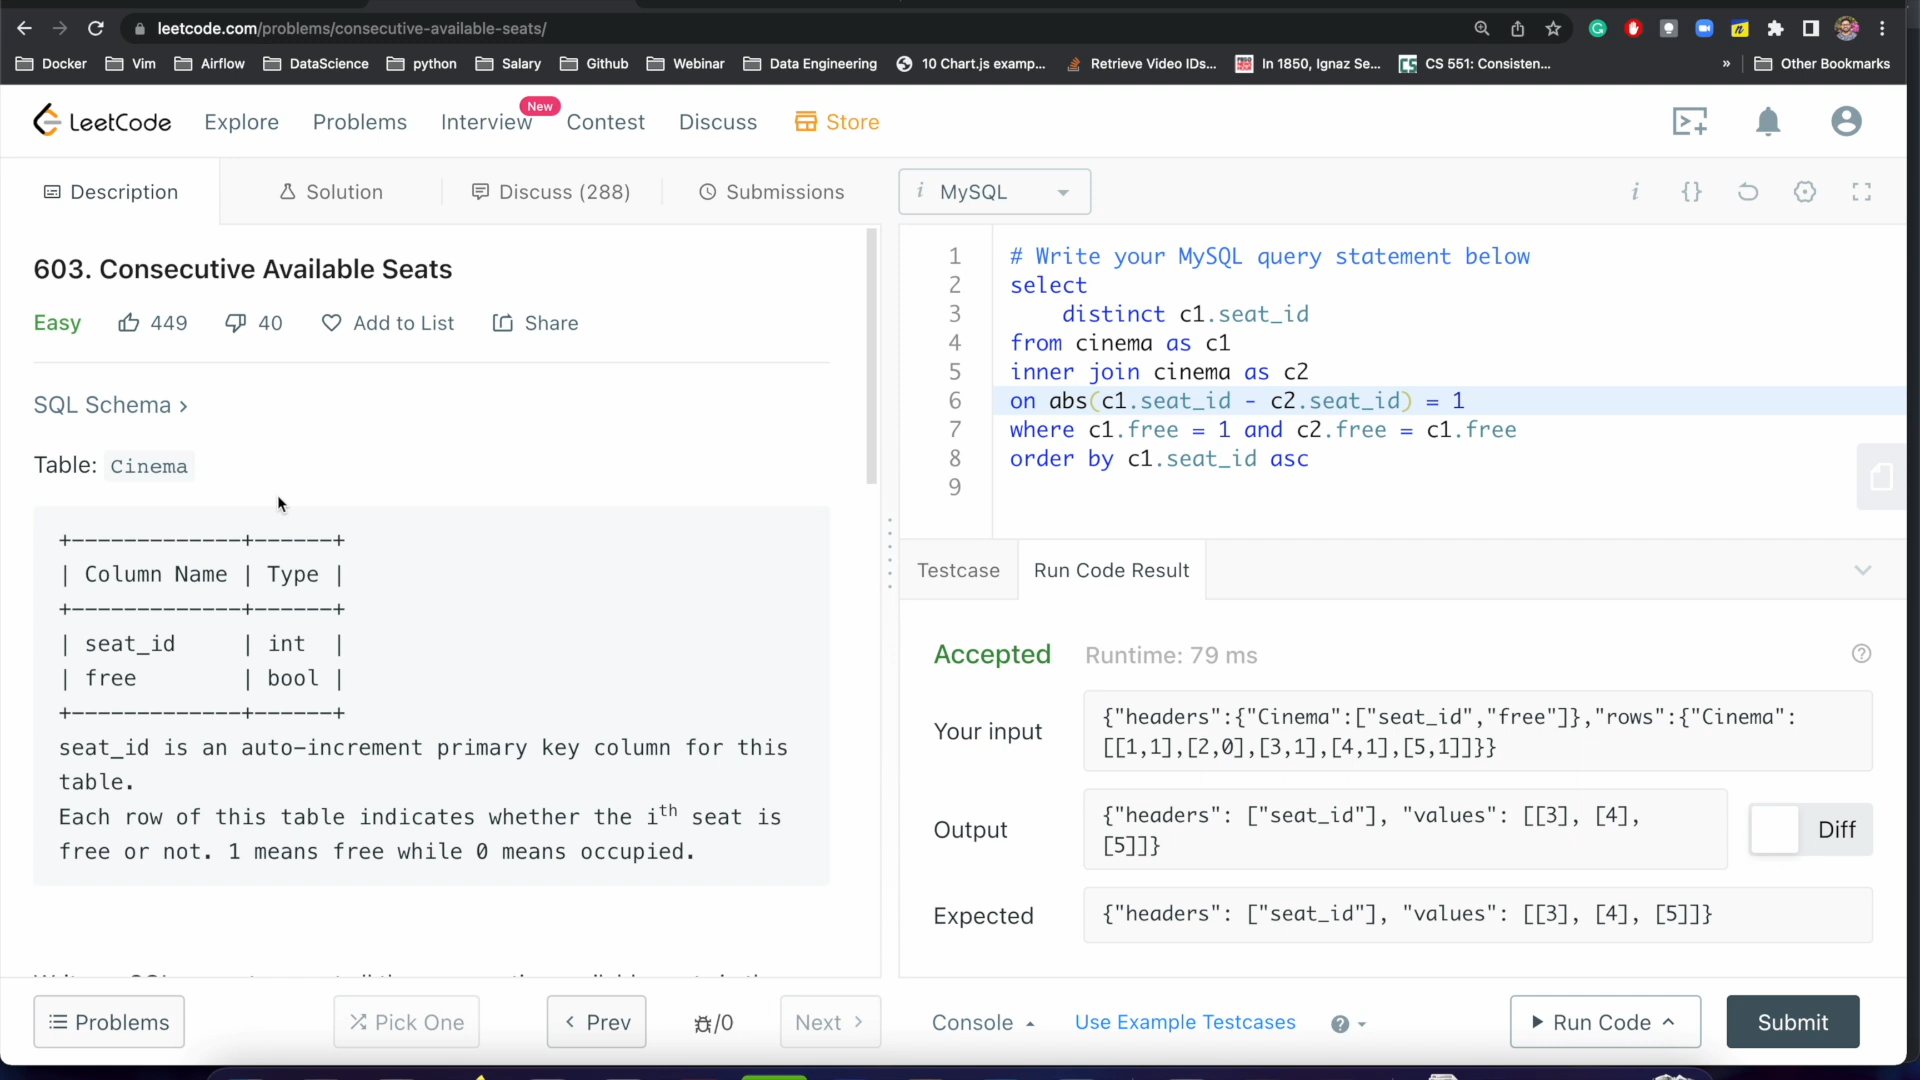 leetcode.com/problems/consecutive-available-seats/
Docker Vim Airflow DataScience python Salary Github Webinar Data Engineering 10 Chart.js examp... Retrieve Video IDs... In 1850, Ignaz Se... CS 551: Consisten... » Other Bookmarks
LeetCode Explore Problems Interview New Contest Discuss Store
Description Solution Discuss (288) Submissions
603. Consecutive Available Seats
Easy 449 40 Add to List Share
SQL Schema >
Table: Cinema
+-------------+------+
| Column Name | Type |
+-------------+------+
| seat_id     | int  |
| free        | bool |
+-------------+------+
seat_id is an auto-increment primary key column for this
table.
Each row of this table indicates whether the ith seat is
free or not. 1 means free while 0 means occupied.
Problems Pick One < Prev /0 Next >
i MySQL
1 # Write your MySQL query statement below
2 select
3     distinct c1.seat_id
4 from cinema as c1
5 inner join cinema as c2
6 on abs(c1.seat_id - c2.seat_id) = 1
7 where c1.free = 1 and c2.free = c1.free
8 order by c1.seat_id asc
9
Testcase Run Code Result
Accepted Runtime: 79 ms
Your input
{"headers":{"Cinema":["seat_id","free"]},"rows":{"Cinema":
[[1,1],[2,0],[3,1],[4,1],[5,1]]}}
Output
{"headers": ["seat_id"], "values": [[3], [4],
[5]]}
Diff
Expected
{"headers": ["seat_id"], "values": [[3], [4], [5]]}
Console Use Example Testcases Run Code Submit